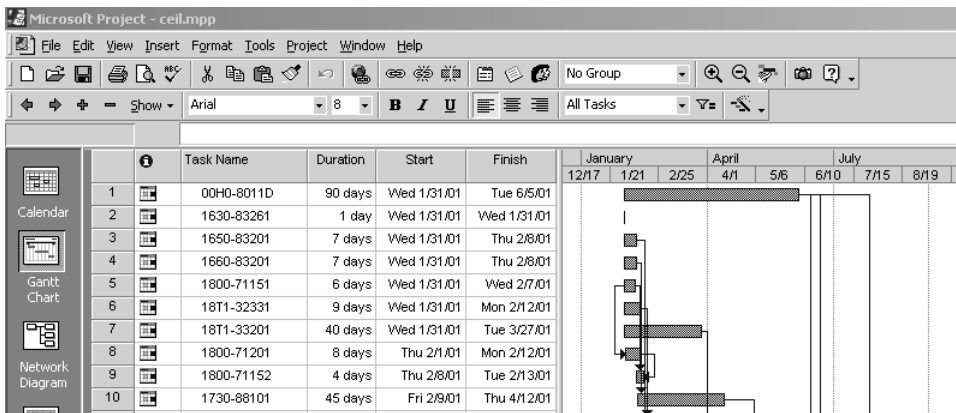 Microsoft Project - ceil.mpp
File Edit View Insert Format Tools Project Window Help
ABC No Group
Show Arial 8 B I U All Tasks
Task Name Duration Start Finish January April July
12/17 1/21 2/25 4/1 5/6 6/10 7/15 8/19
1 00H0-8011D 90 days Wed 1/31/01 Tue 6/5/01
2 1630-83261 1 day Wed 1/31/01 Wed 1/31/01
3 1650-83201 7 days Wed 1/31/01 Thu 2/8/01
4 1660-83201 7 days Wed 1/31/01 Thu 2/8/01
5 1800-71151 6 days Wed 1/31/01 Wed 2/7/01
6 18T1-32331 9 days Wed 1/31/01 Mon 2/12/01
7 18T1-33201 40 days Wed 1/31/01 Tue 3/27/01
8 1800-71201 8 days Thu 2/1/01 Mon 2/12/01
9 1800-71152 4 days Thu 2/8/01 Tue 2/13/01
10 1730-88101 45 days Fri 2/9/01 Thu 4/12/01
Calendar
Gantt
Chart
Network
Diagram